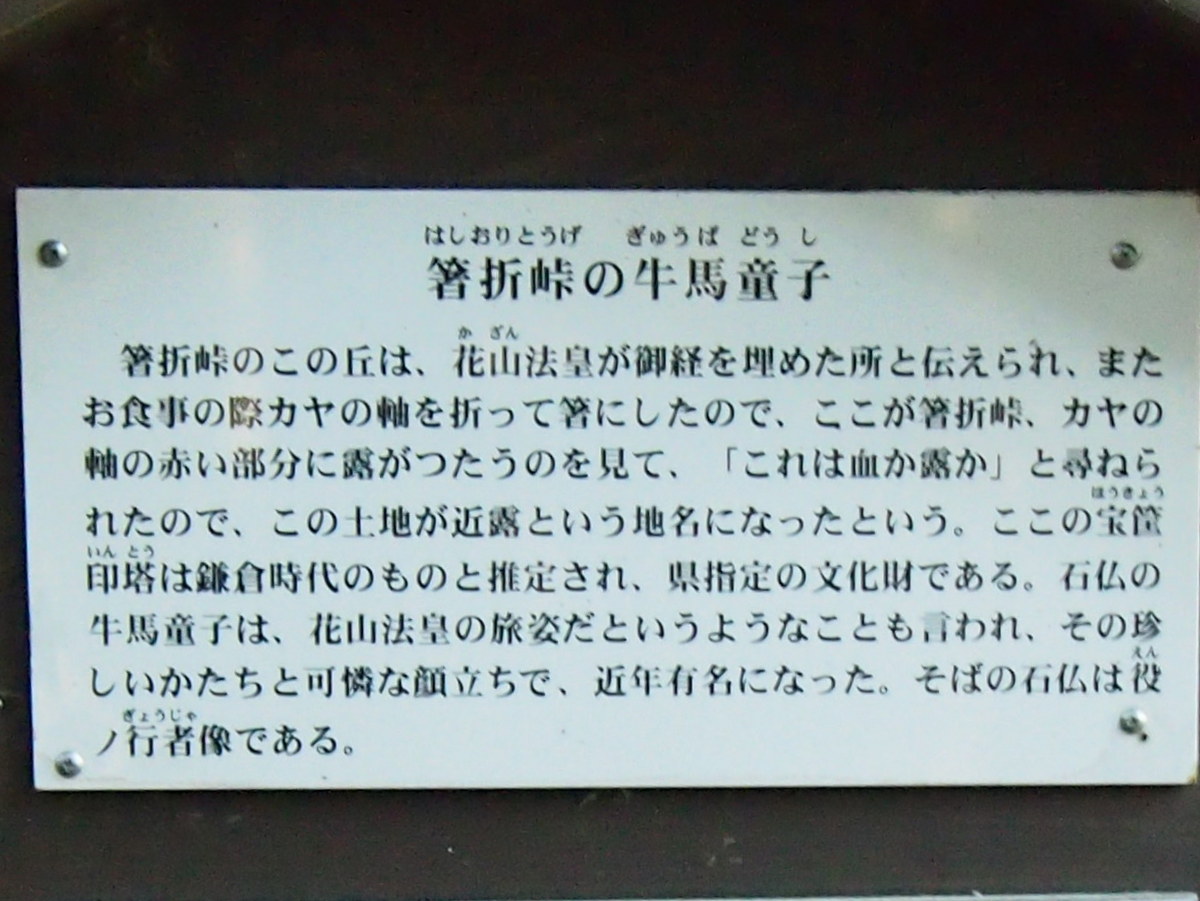 はしおりとうげ ぎゅうば どう し
箸折峠の牛馬童子
か ざん
箸折峠のこの丘は、花山法皇が御経を埋めた所と伝えられ、また
お食事の際カヤの軸を折って箸にしたので、ここが箸折峠、カヤの
軸の赤い部分に露がつたうのを見て、「これは血か露か」と尋ねら
ほうきょう
れたので、この土地が近露という地名になったという。ここの宝筐
いん とう
印塔は鎌倉時代のものと推定され、県指定の文化財である。石仏の
牛馬童子は、花山法皇の旅姿だというようなことも言われ、その珍
えん
しいかたちと可憐な顔立ちで、近年有名になった。そばの石仏は役
ぎょうじゃ
ノ行者像である。